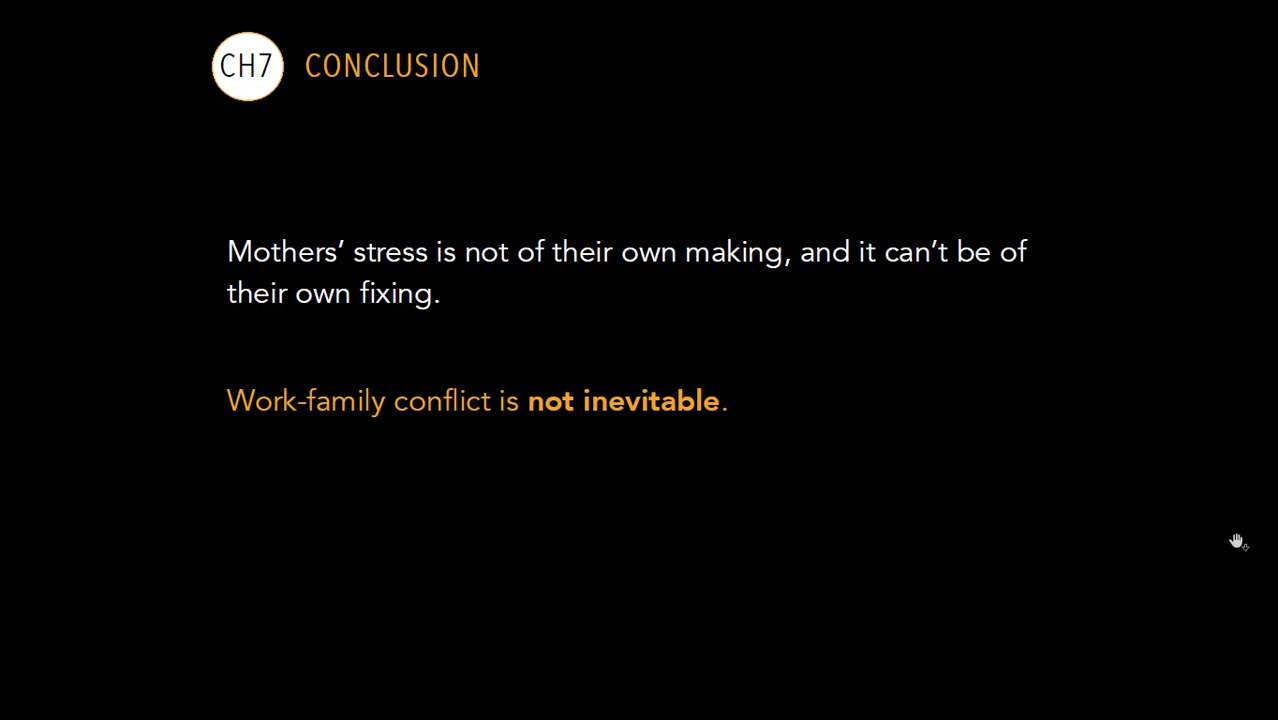 CH7 CONCLUSION
Mothers’ stress is not of their own making, and it can’t be of
their own fixing.
Work-family conflict is not inevitable.